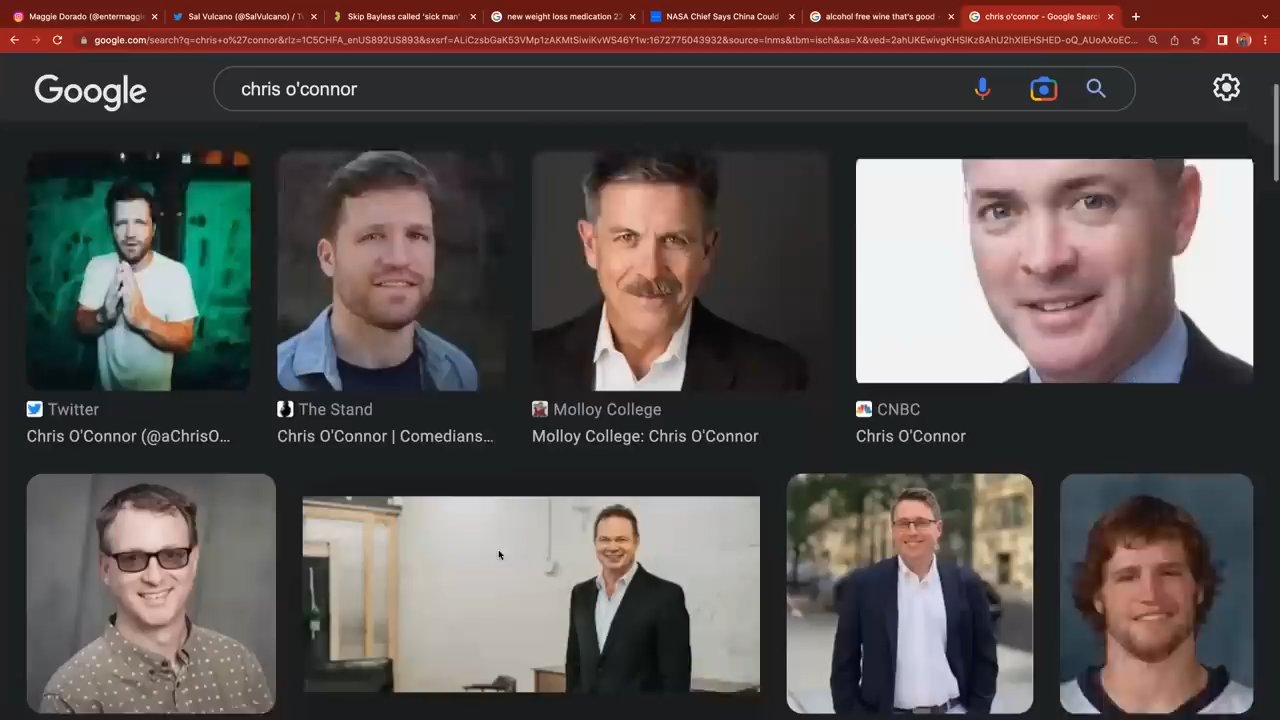 Maggie Dorado (@entermaggie
Sal Vulcano (@SalVulcano) / T
Skip Bayless called 'sick man'
new weight loss medication 22
NASA Chief Says China Could
alcohol free wine that's good -
chris o'connor - Google Searc
google.com/search?q=chris+o%27connor&rlz=1C5CHFA_enUS892US893&sxsrf=ALiCzsbGaK53VMp1zAKMtSiwiKvWS46Y1w:1672775043932&source=lnms&tbm=isch&sa=X&ved=2ahUKEwivgKHSlKz8AhU2hXIEHSHED-oQ_AUoAXoEC...
Google
chris o'connor
Twitter
Chris O'Connor (@aChrisO...
The Stand
Chris O'Connor | Comedians...
Molloy College
Molloy College: Chris O'Connor
CNBC
Chris O'Connor